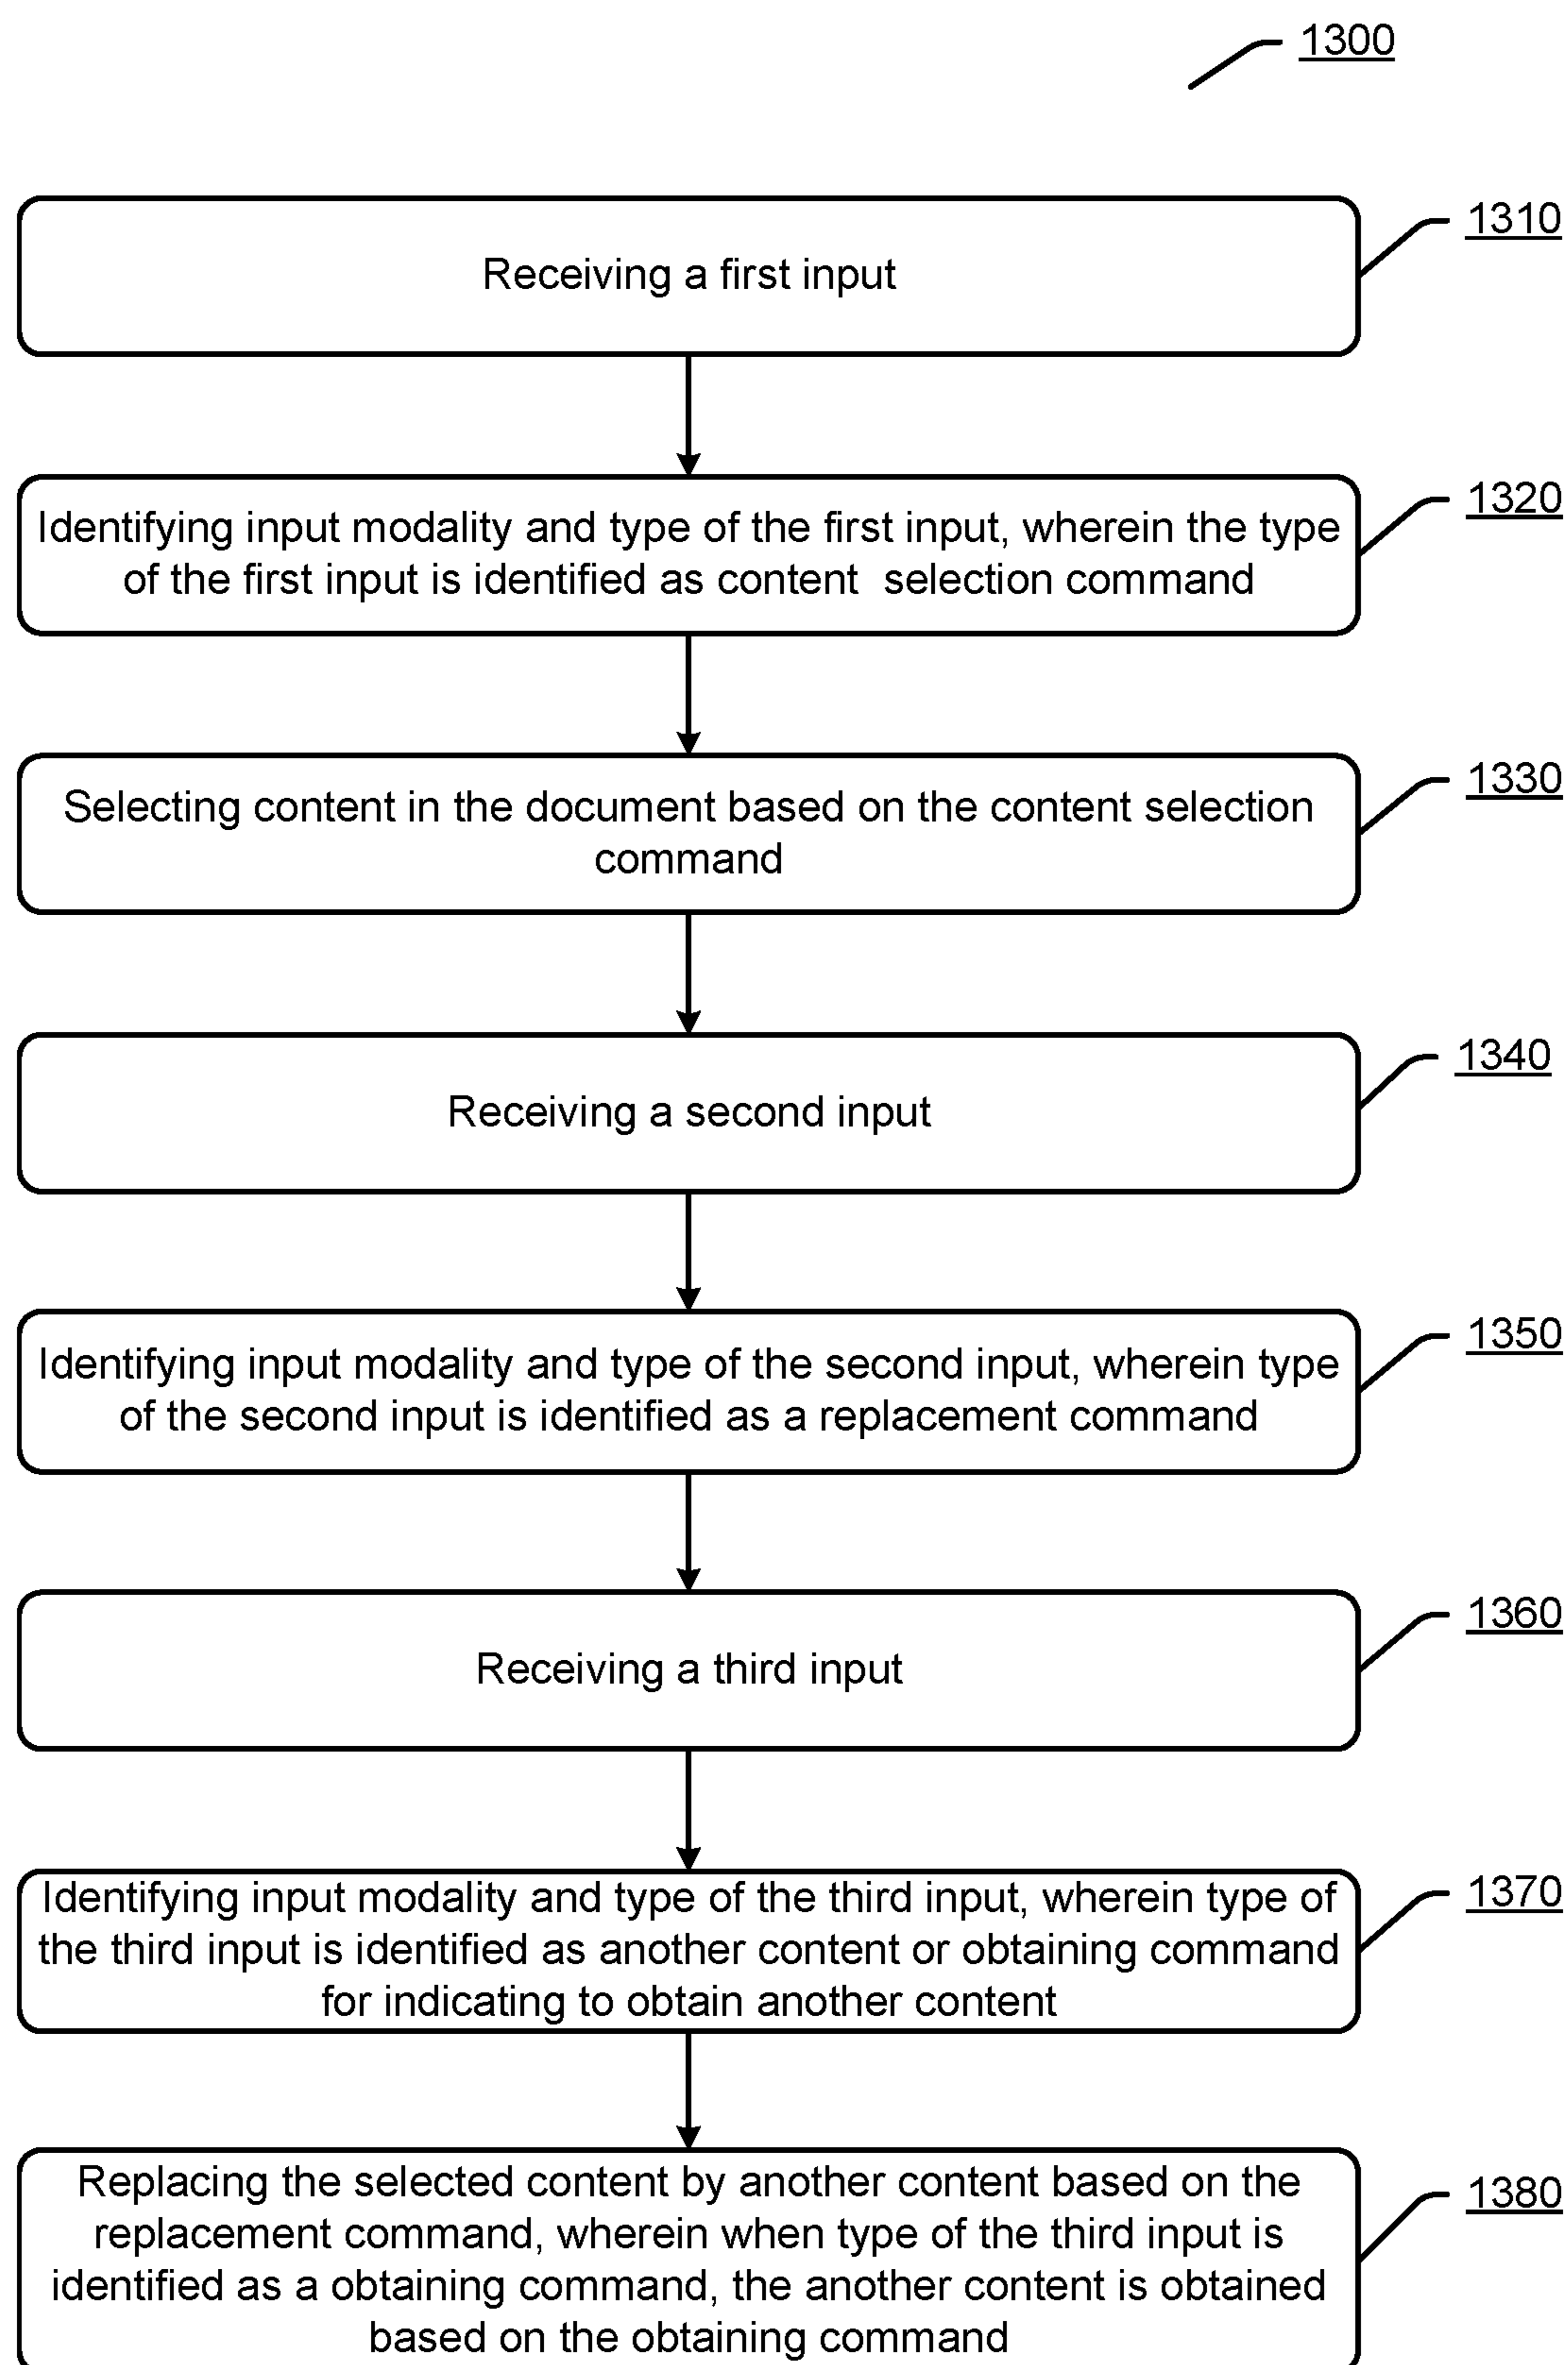 1300
1310
Receiving a first input
1320
Identifying input modality and type of the first input, wherein the type
of the first input is identified as content  selection command
1330
Selecting content in the document based on the content selection
command
1340
Receiving a second input
1350
Identifying input modality and type of the second input, wherein type
of the second input is identified as a replacement command
1360
Receiving a third input
1370
Identifying input modality and type of the third input, wherein type of
the third input is identified as another content or obtaining command
for indicating to obtain another content
1380
Replacing the selected content by another content based on the
replacement command, wherein when type of the third input is
identified as a obtaining command, the another content is obtained
based on the obtaining command